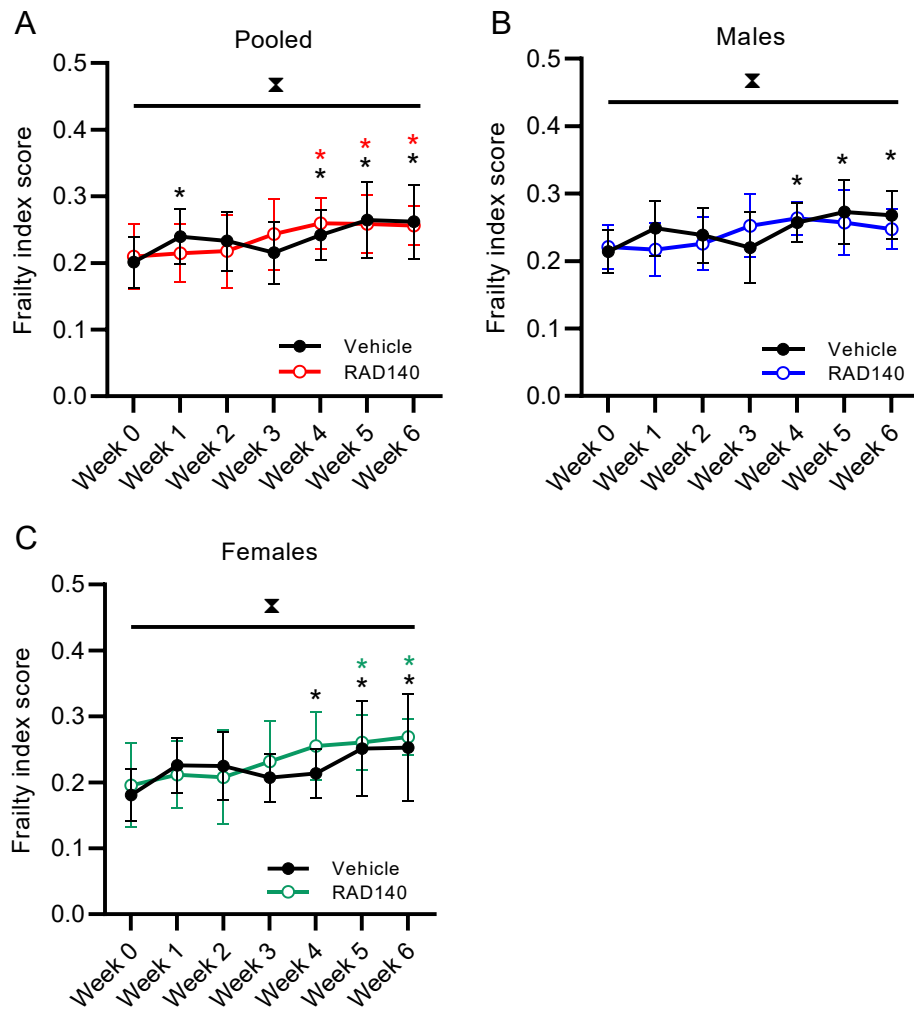 A
Pooled
Frailty index score
0.5
0.4
0.3
0.2
0.1
0.0
* * * *
* * * *
Vehicle
RAD140
Week 0
Week 1
Week 2
Week 3
Week 4
Week 5
Week 6
B
Males
Frailty index score
0.5
0.4
0.3
0.2
0.1
0.0
* * *
Vehicle
RAD140
Week 0
Week 1
Week 2
Week 3
Week 4
Week 5
Week 6
C
Females
Frailty index score
0.5
0.4
0.3
0.2
0.1
0.0
* *
* * *
Vehicle
RAD140
Week 0
Week 1
Week 2
Week 3
Week 4
Week 5
Week 6